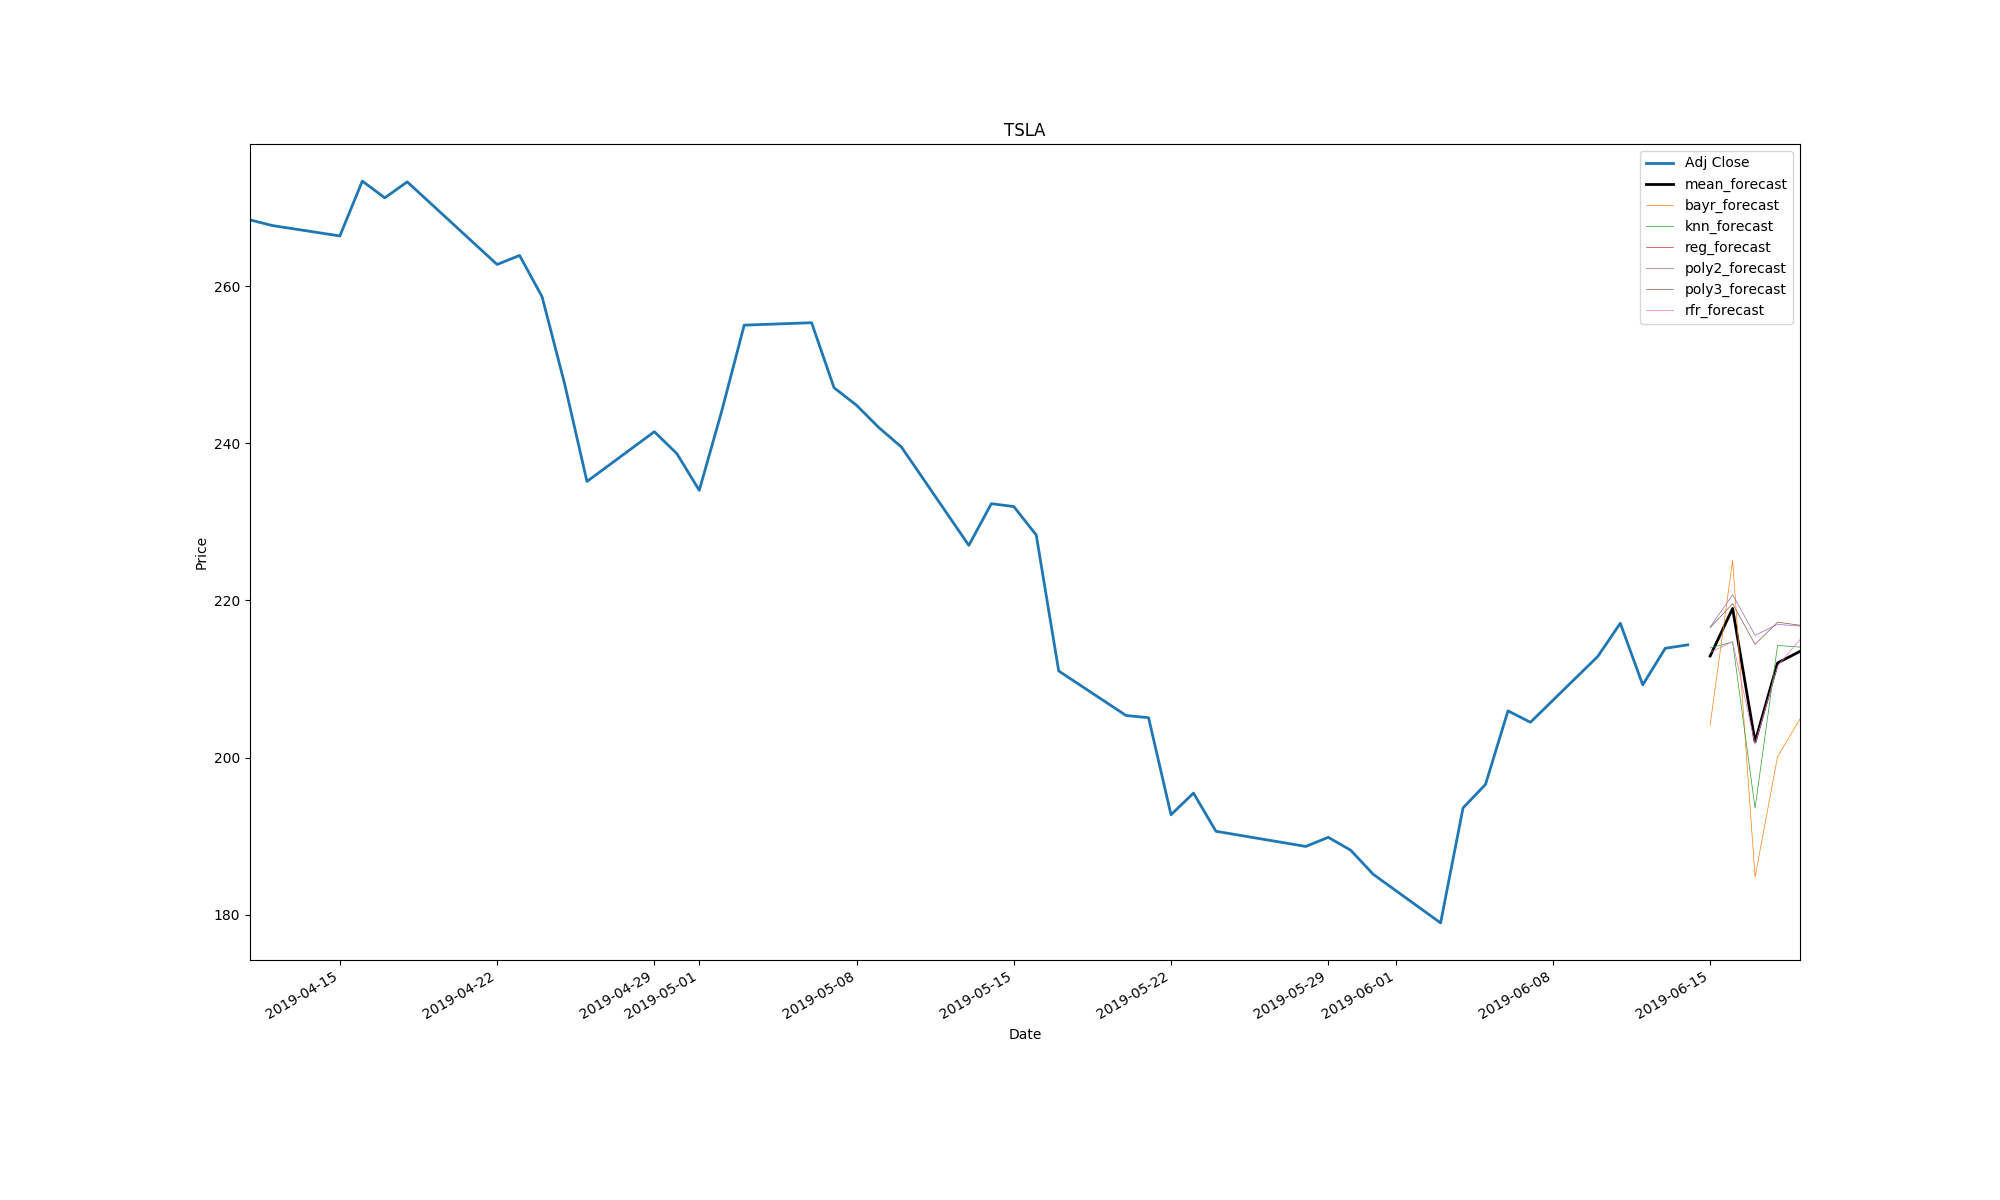 TSLA
Adj Close
mean_forecast
bayr_forecast
knn_forecast
reg_forecast
poly2_forecast
poly3_forecast
rfr_forecast
260
240
220
200
180
Price
2019-04-15
2019-04-22
2019-04-29
2019-05-01
2019-05-08
2019-05-15
2019-05-22
2019-05-29
2019-06-01
2019-06-08
2019-06-15
Date